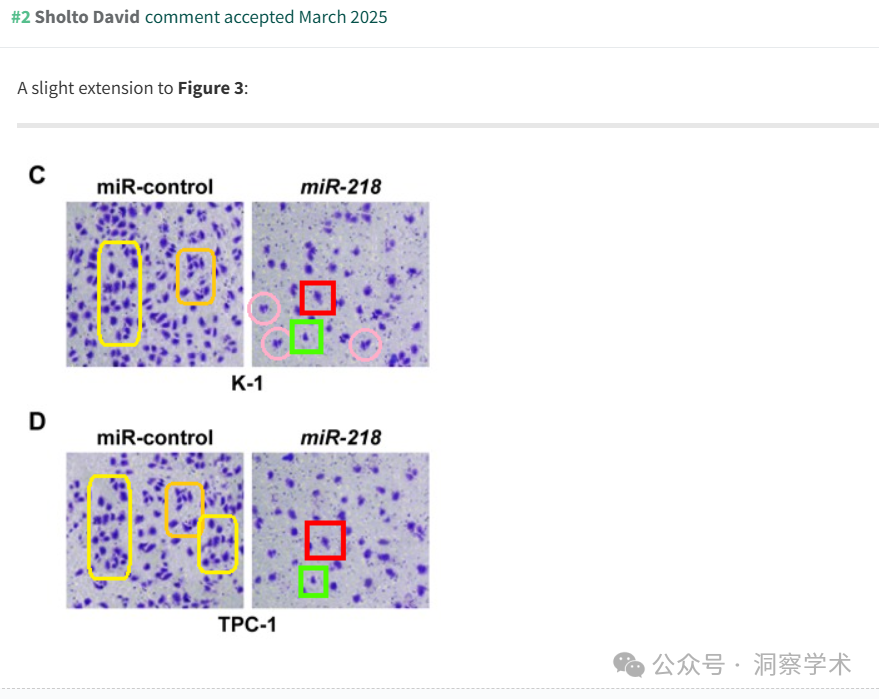 #2 Sholto David comment accepted March 2025
A slight extension to Figure 3:
C
miR-control miR-218
K-1
D
miR-control miR-218
TPC-1
公众号 · 洞察学术